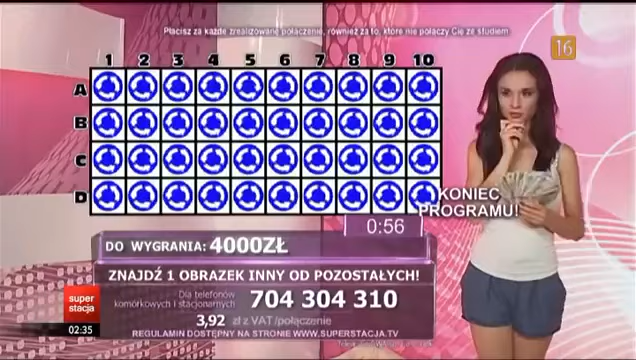 Płacisz za każde zrealizowane połączenie, również za to, które nie połączy Cię ze studiem
16
1 2 3 4 5 6 7 8 9 10
A
B
C
D
KONIEC
PROGRAMU!
0:56
DO WYGRANIA: 4000ZŁ
ZNAJDŹ 1 OBRAZEK INNY OD POZOSTAŁYCH!
Dla telefonów
komórkowych i stacjonarnych
704 304 310
3,92 zł z VAT /połączenie
REGULAMIN DOSTĘPNY NA STRONIE WWW.SUPERSTACJA.TV
super
stacja
02:35